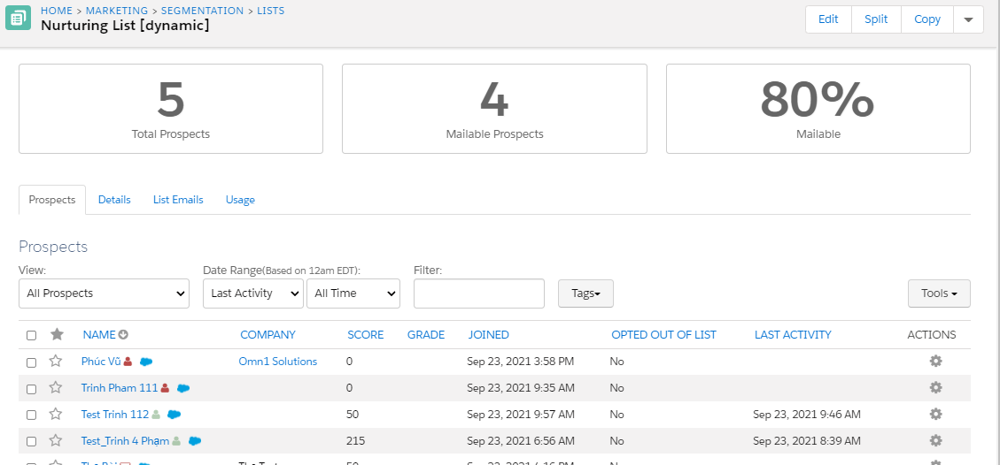 HOME > MARKETING > SEGMENTATION > LISTS
Nurturing List [dynamic]
Edit Split Copy
5 4 80%
Total Prospects Mailable Prospects Mailable
Prospects Details List Emails Usage
Prospects
View: Date Range(Based on 12am EDT): Filter:
All Prospects Last Activity All Time Tags Tools
NAME COMPANY SCORE GRADE JOINED OPTED OUT OF LIST LAST ACTIVITY ACTIONS
Phúc Vũ Omn1 Solutions 0 Sep 23, 2021 3:58 PM No
Trinh Pham 111 0 Sep 23, 2021 9:35 AM No
Test Trinh 112 50 Sep 23, 2021 9:57 AM No Sep 23, 2021 9:46 AM
Test_Trinh 4 Phạm 215 Sep 23, 2021 6:56 AM No Sep 23, 2021 8:39 AM